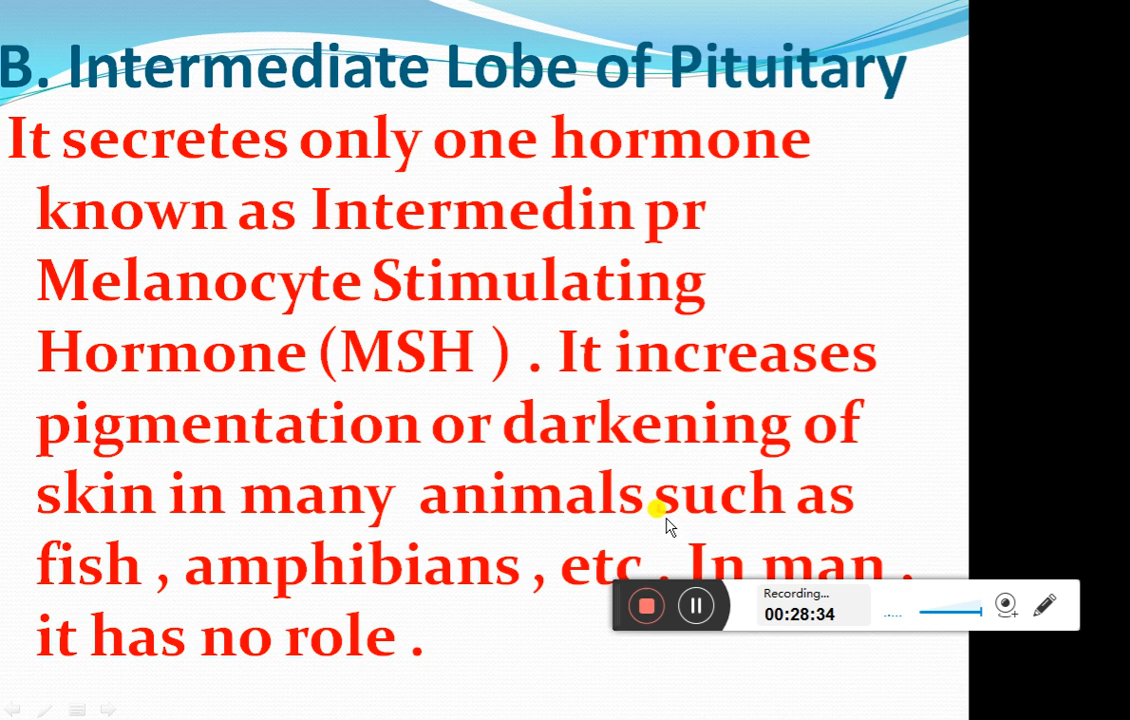 B. Intermediate Lobe of Pituitary
It secretes only one hormone
known as Intermedin pr
Melanocyte Stimulating
Hormone (MSH ) . It increases
pigmentation or darkening of
skin in many animals such as
fish , amphibians , etc . In man ,
it has no role .
Recording...
00:28:34